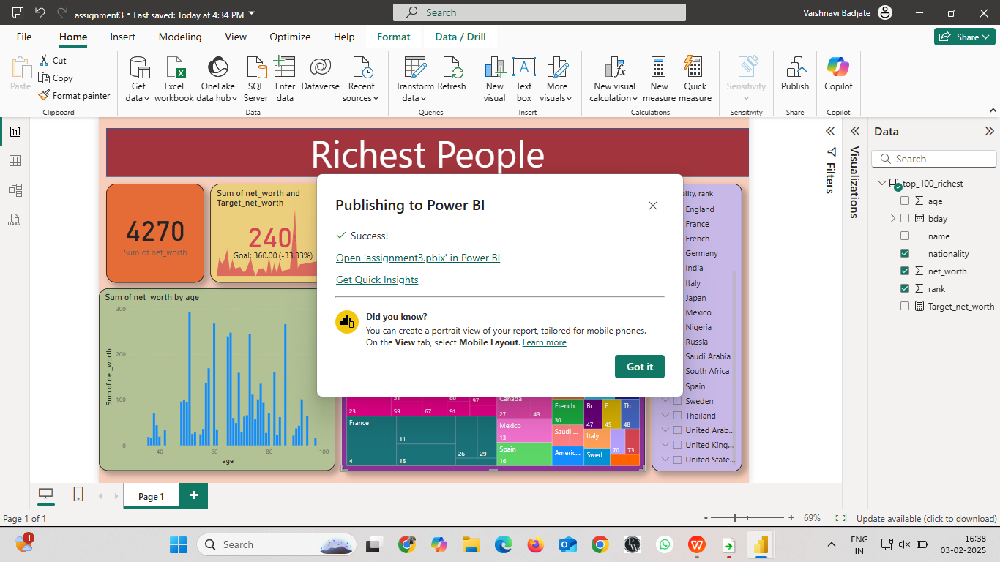 assignment3 • Last saved: Today at 4:34 PM
Search
Vaishnavi Badjate
File
Home
Insert
Modeling
View
Optimize
Help
Format
Data / Drill
Share
Paste
Cut
Copy
Format painter
Clipboard
Get data
Excel workbook
OneLake data hub
SQL Server
Enter data
Dataverse
Recent sources
Data
Transform data
Refresh
Queries
New visual
Text box
More visuals
Insert
New visual calculation
New measure
Quick measure
Calculations
Sensitivity
Sensitivity
Publish
Share
Copilot
Copilot
Richest People
4270
Sum of net_worth
Sum of net_worth and
Target_net_worth
240
Goal: 360.00 (-33.33%)
Sum of net_worth by age
Sum of net_worth
300
200
100
0
40
60
80
100
age
Publishing to Power BI
Success!
Open 'assignment3.pbix' in Power BI
Get Quick Insights
Did you know?
You can create a portrait view of your report, tailored for mobile phones.
On the View tab, select Mobile Layout. Learn more
Got it
23
59
67
91
97
Canada
27
43
French
30
Br...
47
E...
45
Th...
48
France
4
11
15
26
29
Mexico
13
Spain
16
Saudi ...
Americ...
Italy
Swed...
70
73
ality, rank
England
France
French
Germany
India
Italy
Japan
Mexico
Nigeria
Russia
Saudi Arabia
South Africa
Spain
Sweden
Thailand
United Arab...
United King...
United State...
Filters
Visualizations
Data
Search
top_100_richest
age
bday
name
nationality
net_worth
rank
Target_net_worth
Page 1
Page 1 of 1
- + 69%
Update available (click to download)
1
Search
ENG
IN
16:38
03-02-2025